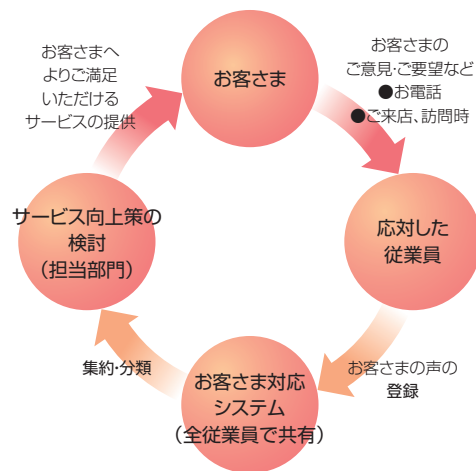 お客さまへ
よりご満足
いただける
サービスの提供
お客さま
お客さまの
ご意見・ご要望など
●お電話
●ご来店、訪問時
サービス向上策の
検討
（担当部門）
応対した
従業員
集約・分類
お客さま対応
システム
（全従業員で共有）
お客さまの声の
登録